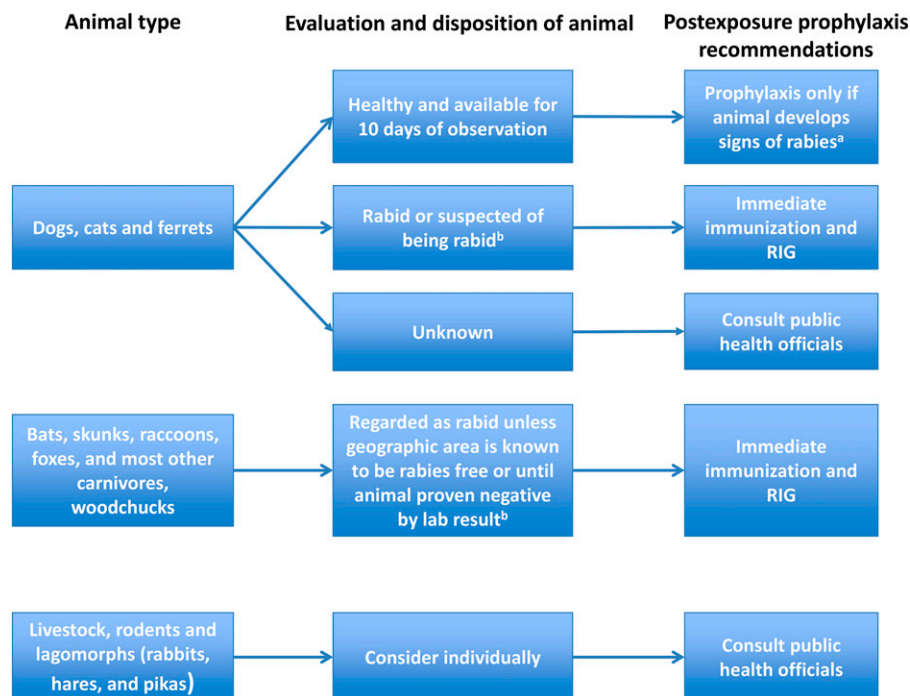 Animal type
Evaluation and disposition of animal
Postexposure prophylaxis
recommendations
Dogs, cats and ferrets
Healthy and available for
10 days of observation
Prophylaxis only if
animal develops
signs of rabiesᵃ
Rabid or suspected of
being rabidᵇ
Immediate
immunization and
RIG
Unknown
Consult public
health officials
Bats, skunks, raccoons,
foxes, and most other
carnivores,
woodchucks
Regarded as rabid unless
geographic area is known
to be rabies free or until
animal proven negative
by lab resultᵇ
Immediate
immunization and
RIG
Livestock, rodents and
lagomorphs (rabbits,
hares, and pikas)
Consider individually
Consult public
health officials